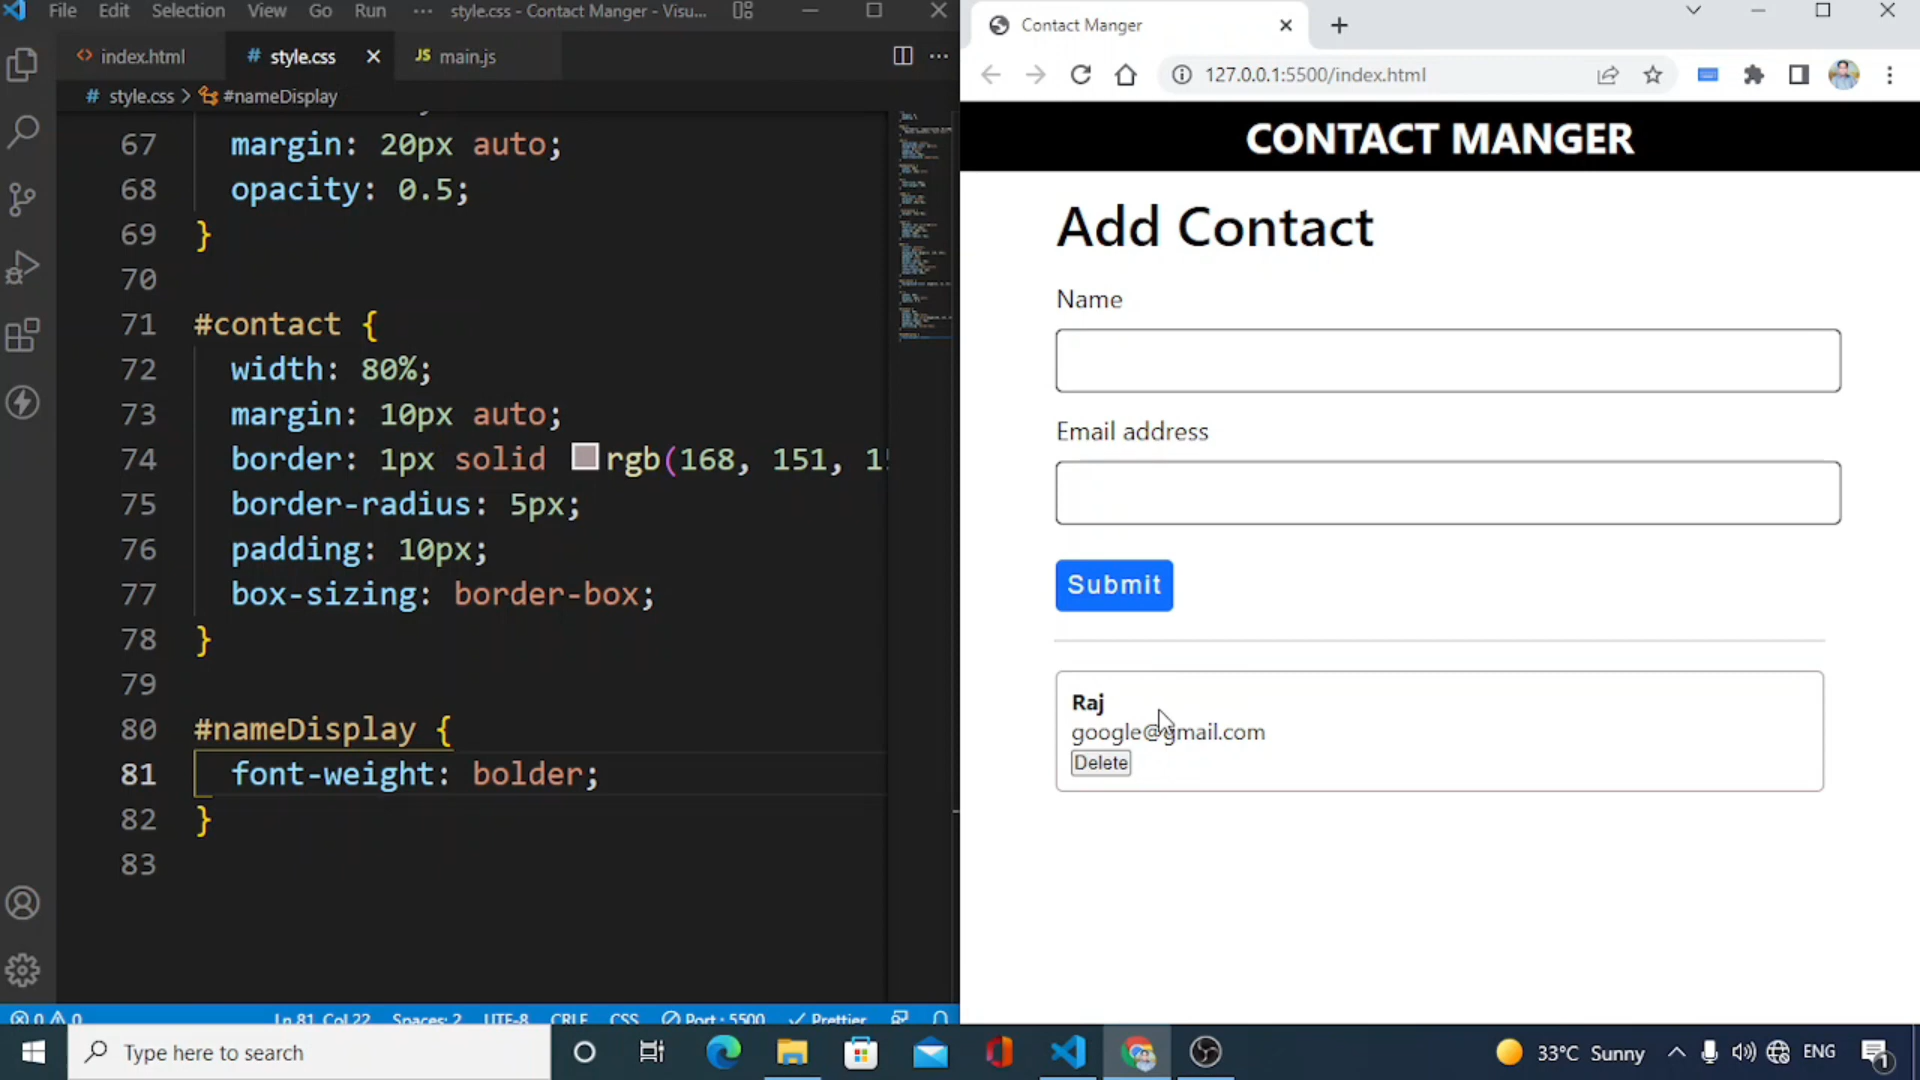 File Edit Selection View Go Run ··· style.css - Contact Manger - Visu...
index.html style.css main.js
style.css > #nameDisplay
67 margin: 20px auto;
68 opacity: 0.5;
69 }
70
71 #contact {
72 width: 80%;
73 margin: 10px auto;
74 border: 1px solid rgb(168, 151, 1
75 border-radius: 5px;
76 padding: 10px;
77 box-sizing: border-box;
78 }
79
80 #nameDisplay {
81 font-weight: bolder;
82 }
83
0 0 Ln 81, Col 22 Spaces: 2 UTF-8 CRLF CSS Port : 5500 Prettier
Contact Manger
127.0.0.1:5500/index.html
CONTACT MANGER
Add Contact
Name
Email address
Submit
Raj
google@gmail.com
Delete
Type here to search
33°C Sunny
ENG
1